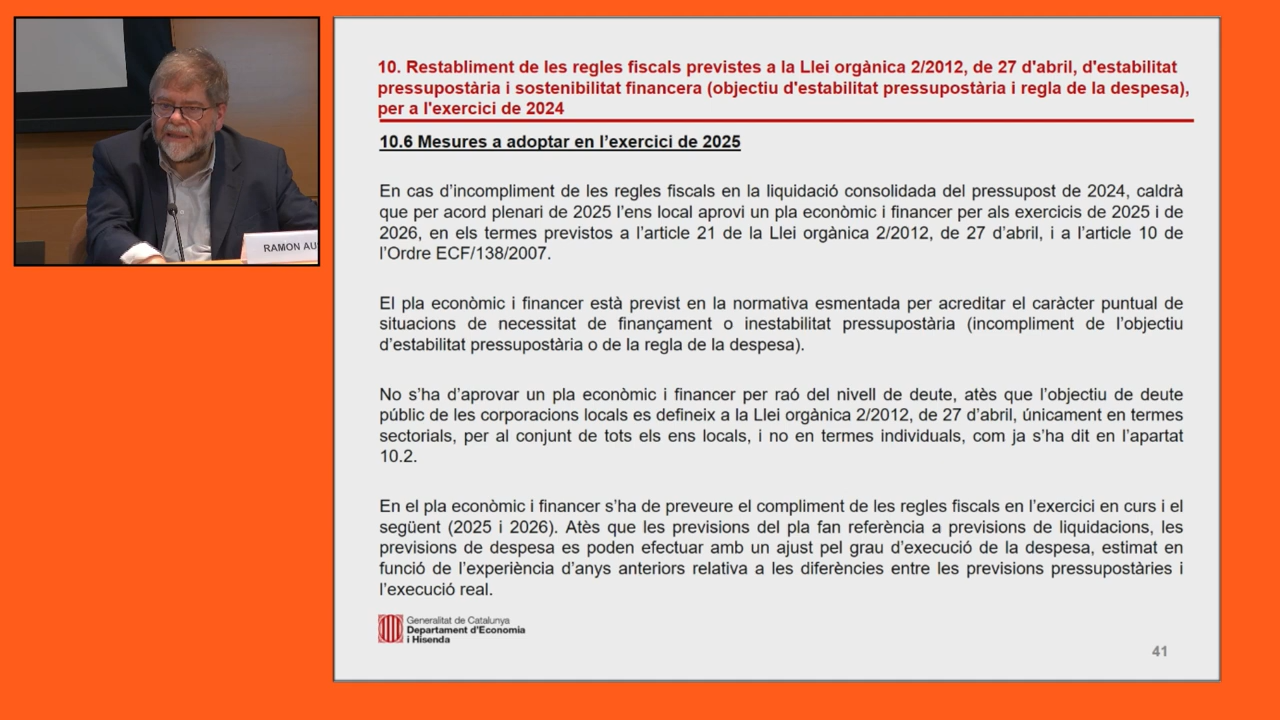 RAMON AU
10. Restabliment de les regles fiscals previstes a la Llei orgànica 2/2012, de 27 d'abril, d'estabilitat
pressupostària i sostenibilitat financera (objectiu d'estabilitat pressupostària i regla de la despesa),
per a l'exercici de 2024
10.6 Mesures a adoptar en l’exercici de 2025
En cas d’incompliment de les regles fiscals en la liquidació consolidada del pressupost de 2024, caldrà
que per acord plenari de 2025 l’ens local aprovi un pla econòmic i financer per als exercicis de 2025 i de
2026, en els termes previstos a l’article 21 de la Llei orgànica 2/2012, de 27 d’abril, i a l’article 10 de
l’Ordre ECF/138/2007.
El pla econòmic i financer està previst en la normativa esmentada per acreditar el caràcter puntual de
situacions de necessitat de finançament o inestabilitat pressupostària (incompliment de l’objectiu
d’estabilitat pressupostària o de la regla de la despesa).
No s’ha d’aprovar un pla econòmic i financer per raó del nivell de deute, atès que l’objectiu de deute
públic de les corporacions locals es defineix a la Llei orgànica 2/2012, de 27 d’abril, únicament en termes
sectorials, per al conjunt de tots els ens locals, i no en termes individuals, com ja s’ha dit en l’apartat
10.2.
En el pla econòmic i financer s’ha de preveure el compliment de les regles fiscals en l’exercici en curs i el
següent (2025 i 2026). Atès que les previsions del pla fan referència a previsions de liquidacions, les
previsions de despesa es poden efectuar amb un ajust pel grau d’execució de la despesa, estimat en
funció de l’experiència d’anys anteriors relativa a les diferències entre les previsions pressupostàries i
l’execució real.
Generalitat de Catalunya
Departament d'Economia
i Hisenda
41